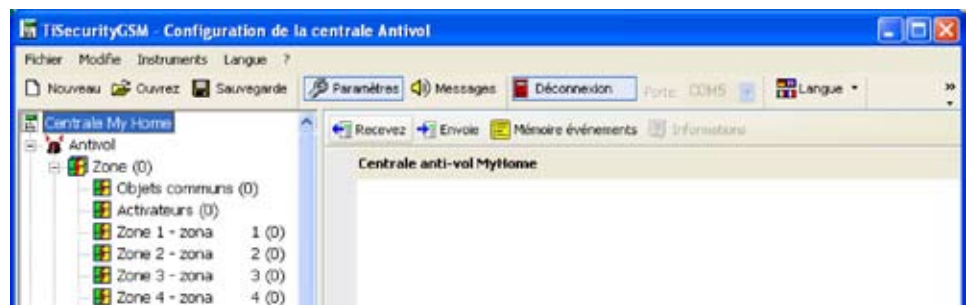 TiSecurityGSM - Configuration de la centrale Antivol
Fichier Modifie Instruments Langue ?
Nouveau Ouvrez Sauvegarde Paramètres Messages Déconnexion Porte COM5 Langue »
Centrale My Home
Recevez Envoie Mémoire événements Informations
Antivol
Centrale anti-vol MyHome
Zone (0)
Objets communs (0)
Activateurs (0)
Zone 1 - zona 1 (0)
Zone 2 - zona 2 (0)
Zone 3 - zona 3 (0)
Zone 4 - zona 4 (0)